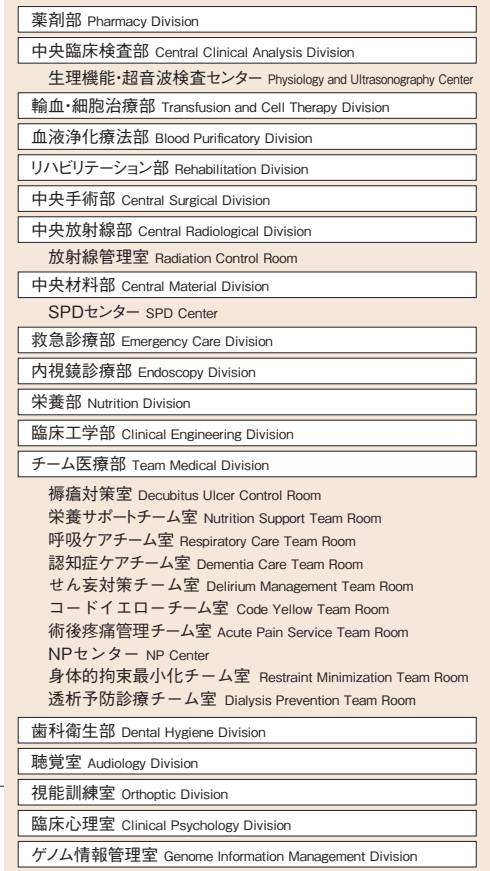 薬剤部 Pharmacy Division
中央臨床検査部 Central Clinical Analysis Division
生理機能・超音波検査センター Physiology and Ultrasonography Center
輸血・細胞治療部 Transfusion and Cell Therapy Division
血液浄化療法部 Blood Purificatory Division
リハビリテーション部 Rehabilitation Division
中央手術部 Central Surgical Division
中央放射線部 Central Radiological Division
放射線管理室 Radiation Control Room
中央材料部 Central Material Division
SPDセンター SPD Center
救急診療部 Emergency Care Division
内視鏡診療部 Endoscopy Division
栄養部 Nutrition Division
臨床工学部 Clinical Engineering Division
チーム医療部 Team Medical Division
褥瘡対策室 Decubitus Ulcer Control Room
栄養サポートチーム室 Nutrition Support Team Room
呼吸ケアチーム室 Respiratory Care Team Room
認知症ケアチーム室 Dementia Care Team Room
せん妄対策チーム室 Delirium Management Team Room
コードイエローチーム室 Code Yellow Team Room
術後疼痛管理チーム室 Acute Pain Service Team Room
NPセンター NP Center
身体的拘束最小化チーム室 Restraint Minimization Team Room
透析予防診療チーム室 Dialysis Prevention Team Room
歯科衛生部 Dental Hygiene Division
聴覚室 Audiology Division
視能訓練室 Orthoptic Division
臨床心理室 Clinical Psychology Division
ゲノム情報管理室 Genome Information Management Division